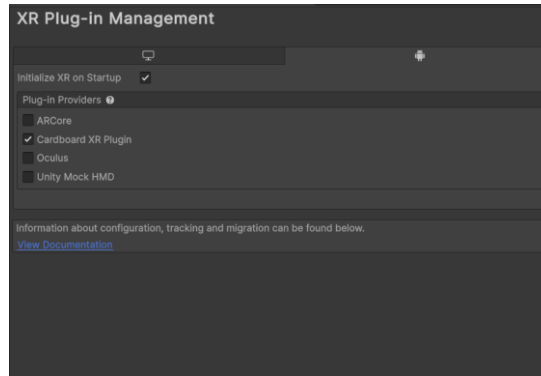 XR Plug-in Management
Initialize XR on Startup
Plug-in Providers
ARCore
Cardboard XR Plugin
Oculus
Unity Mock HMD
Information about configuration, tracking and migration can be found below.
View Documentation